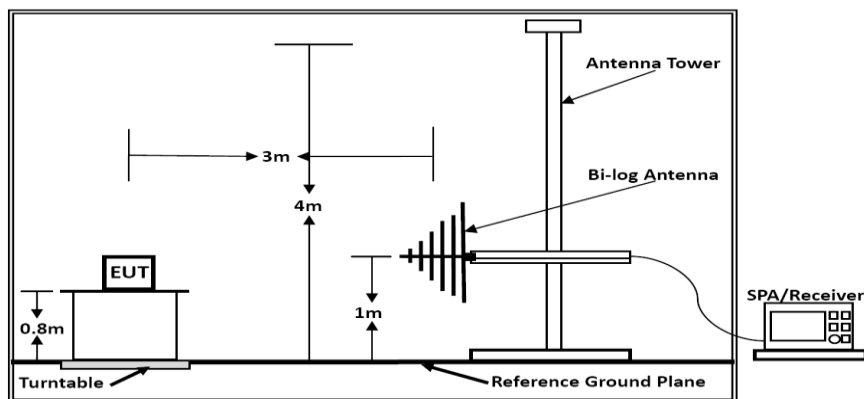 Antenna Tower
3m
Bi-log Antenna
4m
EUT
SPA/Receiver
0.8m
1m
Turntable
Reference Ground Plane